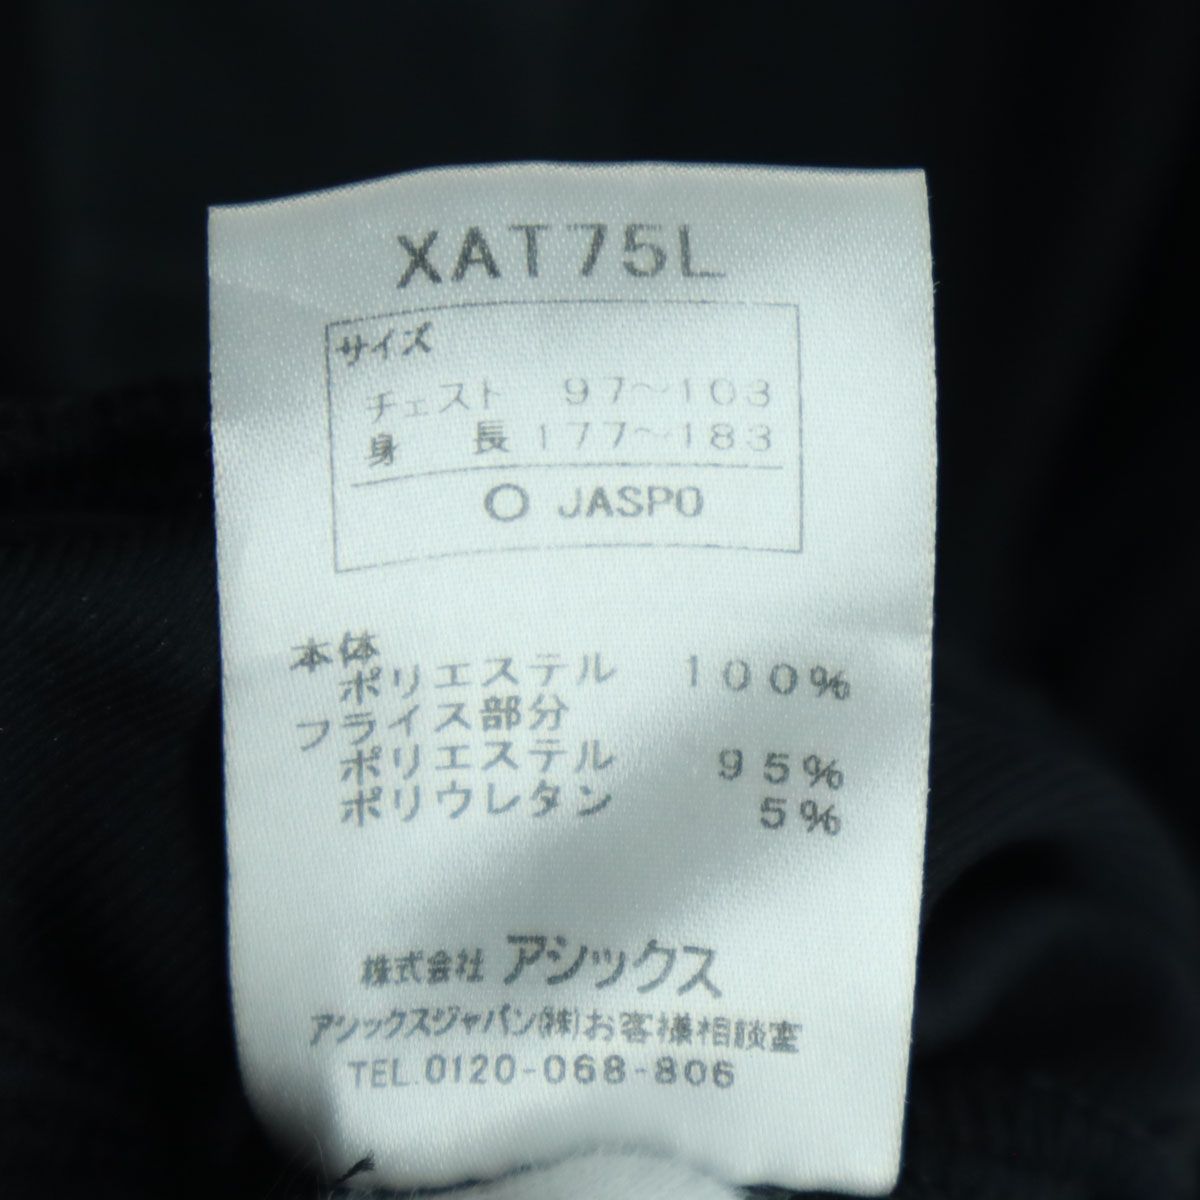 XAT75L
サイズ
チェスト 97～103
身 長 177～183
O JASPO
本体
ポリエステル 100%
フライス部分
ポリエステル 95%
ポリウレタン 5%
株式会社 アシックス
アシックスジャパン(株)お客様相談室
TEL.0120-068-806